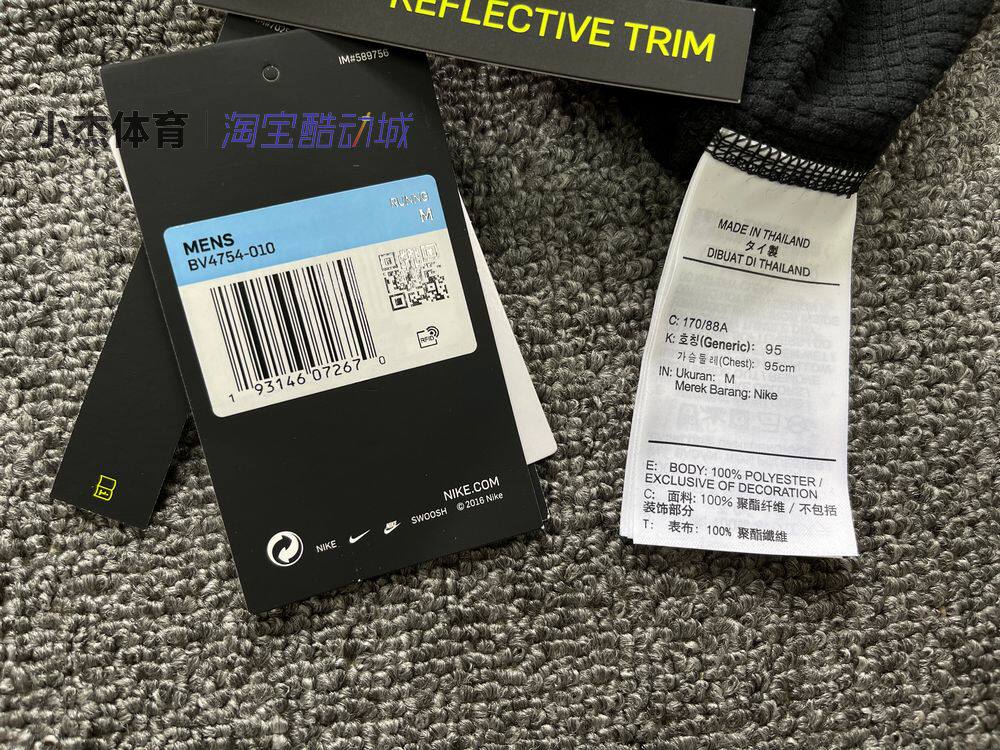 REFLECTIVE TRIM
IM#589756
小杰体育 | 淘宝酷动城
RUNNG
M
MENS
BV4754-010
RFID
1 93146 07267 0
NIKE.COM
SWOOSH © 2016 Nike
NIKE
MADE IN THAILAND
タイ製
DIBUAT DI THAILAND
C: 170/88A
K: 호칭(Generic): 95
가슴둘레(Chest): 95cm
IN: Ukuran: M
Merek Barang: Nike
E: BODY: 100% POLYESTER /
EXCLUSIVE OF DECORATION
C: 面料: 100% 聚酯纤维 / 不包括
装饰部分
T: 表布: 100% 聚酯纖維